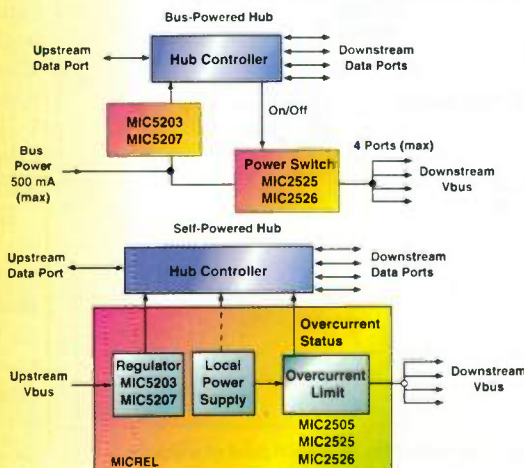 Bus-Powered Hub
Upstream
Data Port
Hub Controller
Downstream
Data Ports
On/Off
MIC5203
MIC5207
Bus
Power
500 mA
(max)
Power Switch
MIC2525
MIC2526
4 Ports (max)
Downstream
Vbus
Self-Powered Hub
Upstream
Data Port
Hub Controller
Downstream
Data Ports
Overcurrent
Status
Upstream
Vbus
Regulator
MIC5203
MIC5207
Local
Power
Supply
Overcurrent
Limit
Downstream
Vbus
MIC2505
MIC2525
MIC2526
MICREL